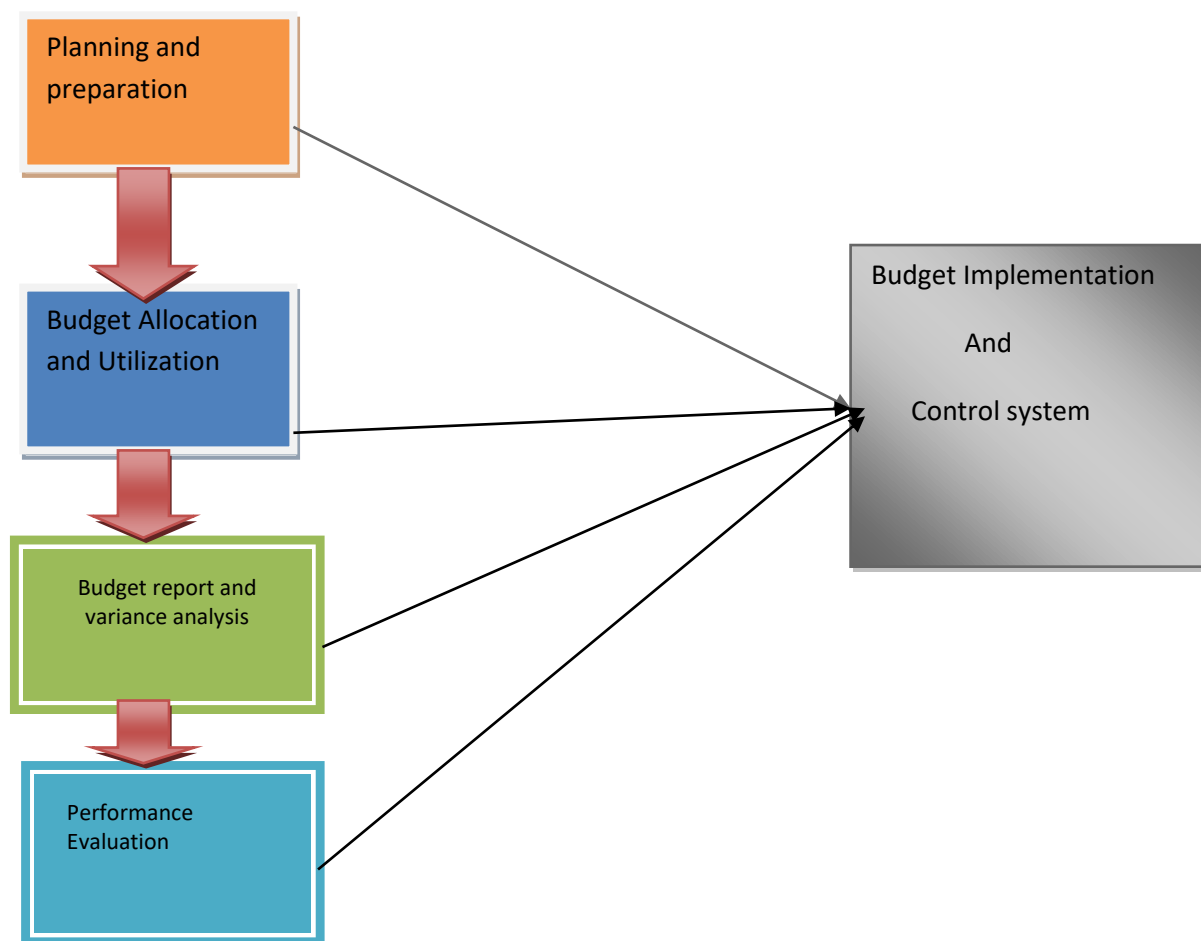 Planning and
preparation
Budget Allocation
and Utilization
Budget report and
variance analysis
Performance
Evaluation
Budget Implementation
And
Control system